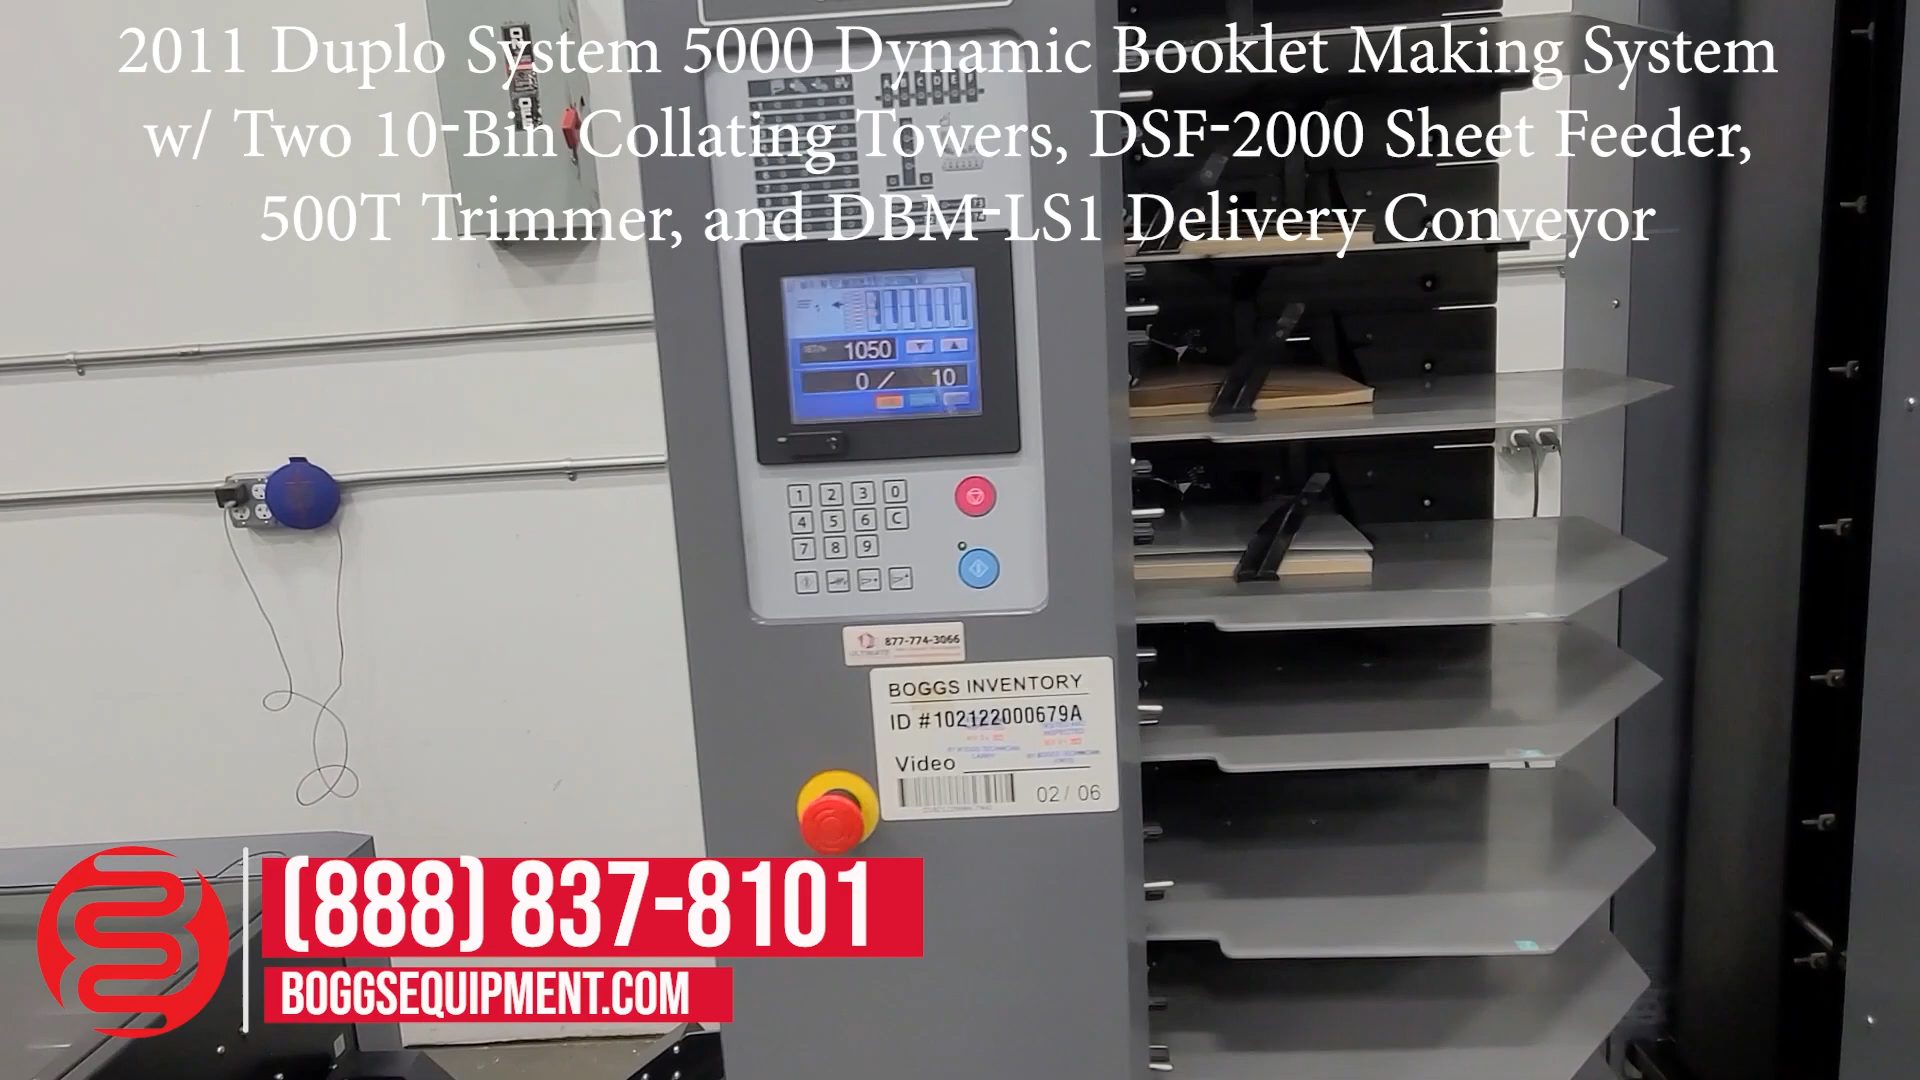 2011 Duplo System 5000 Dynamic Booklet Making System
w/ Two 10-Bin Collating Towers, DSF-2000 Sheet Feeder,
500T Trimmer, and DBM-LS1 Delivery Conveyor
1050
0 / 10
1 2 3 0
4 5 6 C
7 8 9
877-774-3066
BOGGS INVENTORY
ID #102122000679A
Video
02 / 06
(888) 837-8101
BOGGSEQUIPMENT.COM